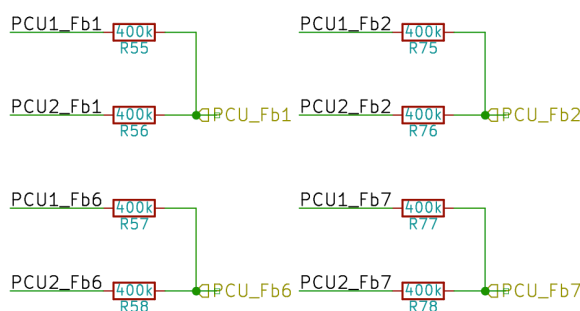 PCU1_Fb1
400k
R55
PCU1_Fb2
400k
R75
PCU2_Fb1
400k
R56
PCU_Fb1
PCU2_Fb2
400k
R76
PCU_Fb2
PCU1_Fb6
400k
R57
PCU1_Fb7
400k
R77
PCU2_Fb6
400k
R58
PCU_Fb6
PCU2_Fb7
400k
R78
PCU_Fb7